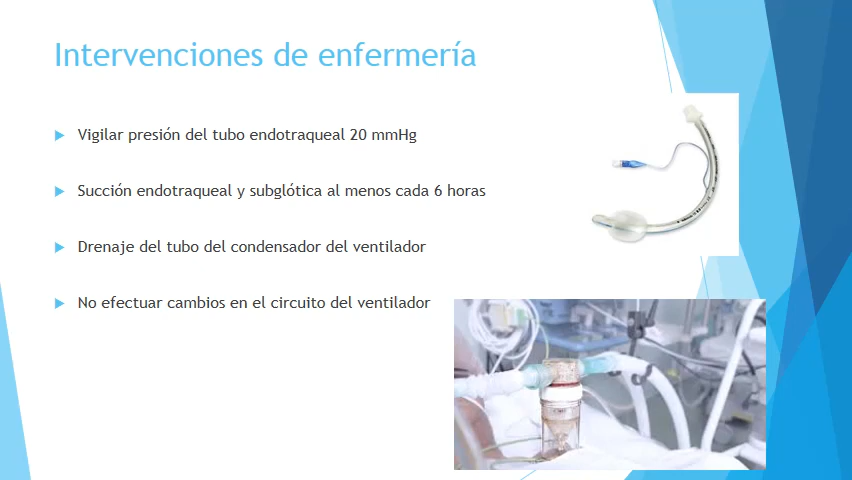 Intervenciones de enfermería
Vigilar presión del tubo endotraqueal 20 mmHg
Succión endotraqueal y subglótica al menos cada 6 horas
Drenaje del tubo del condensador del ventilador
No efectuar cambios en el circuito del ventilador